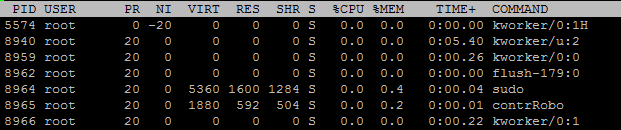 PID USER PR NI VIRT RES SHR S %CPU %MEM TIME+ COMMAND
5574 root 0 -20 0 0 0 S 0.0 0.0 0:00.00 kworker/0:1H
8940 root 20 0 0 0 0 S 0.0 0.0 0:05.40 kworker/u:2
8959 root 20 0 0 0 0 S 0.0 0.0 0:00.26 kworker/0:0
8962 root 20 0 0 0 0 S 0.0 0.0 0:00.00 flush-179:0
8964 root 20 0 5360 1600 1284 S 0.0 0.4 0:00.04 sudo
8965 root 20 0 1880 592 504 S 0.0 0.2 0:00.01 contrRobo
8966 root 20 0 0 0 0 S 0.0 0.0 0:00.22 kworker/0:1